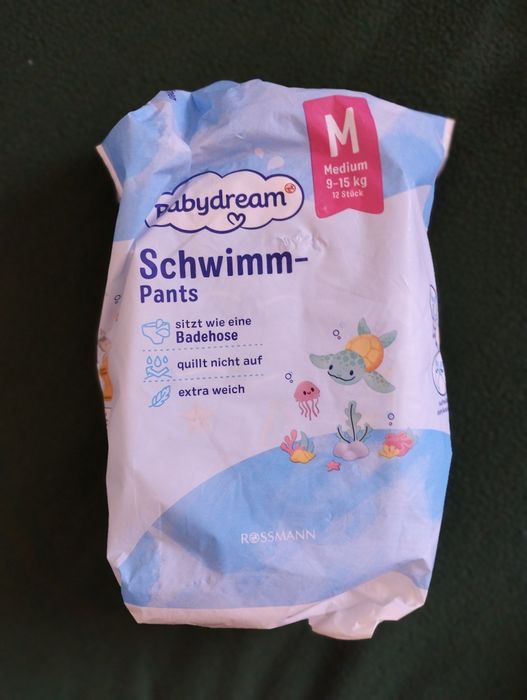 M
Medium
9-15 kg
12 Stück
babydream
Schwimm-
Pants
sitzt wie eine
Badehose
quillt nicht auf
extra weich
ROSSMANN